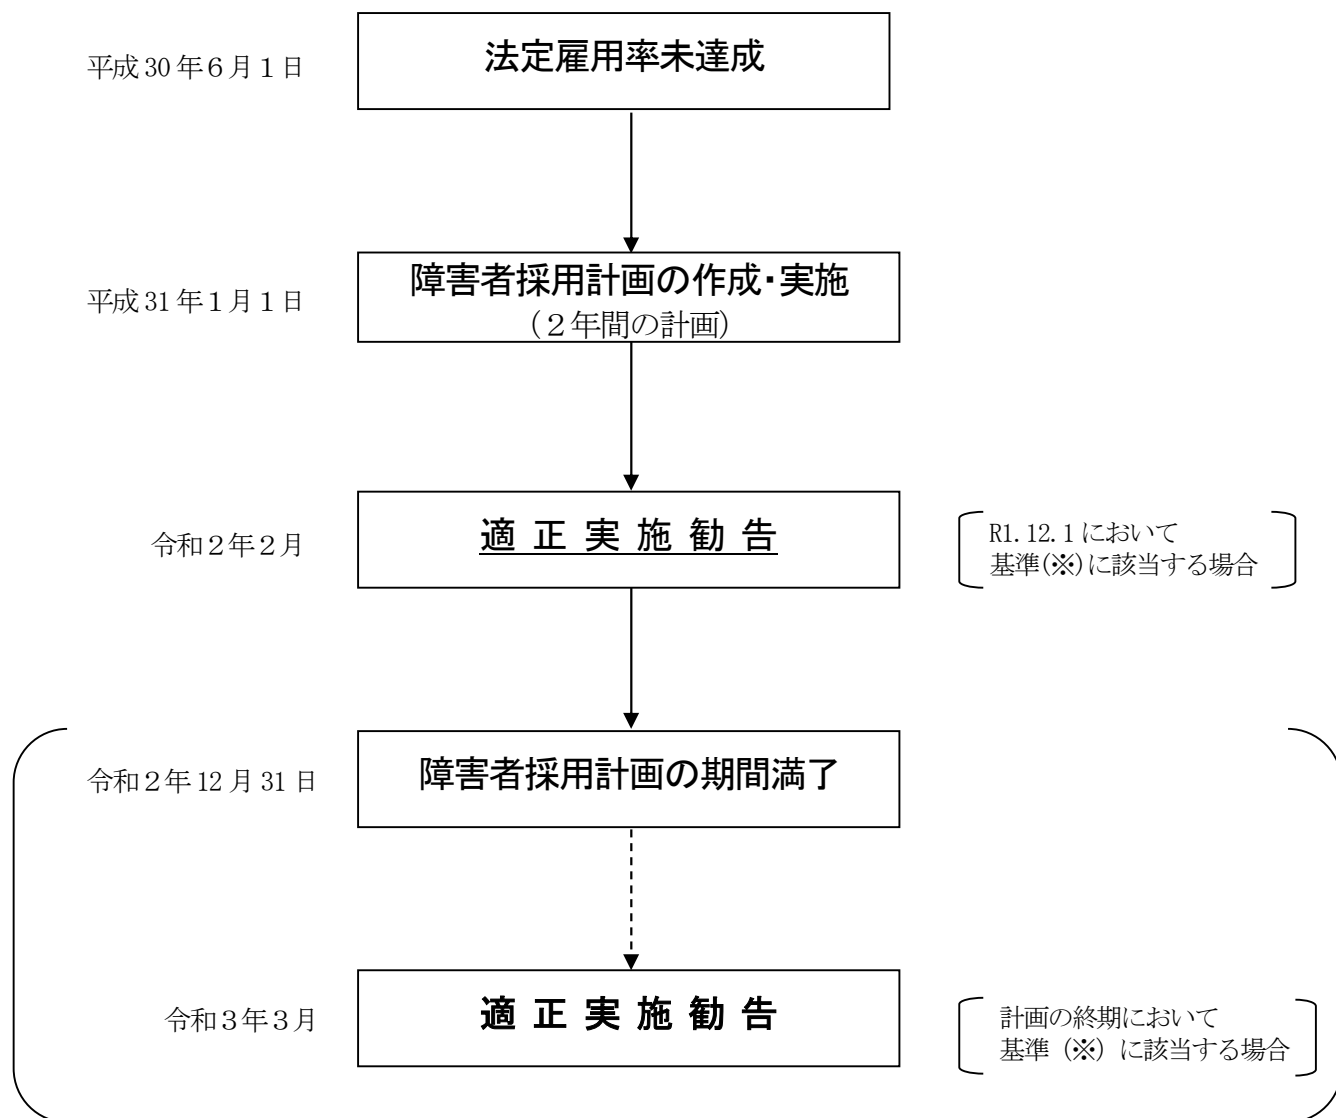 平成30年６月１日
法定雇用率未達成
平成31年１月１日
障害者採用計画の作成・実施
（２年間の計画）
令和２年２月
適正実施勧告
R1.12.1において
基準(※)に該当する場合
令和２年12月31日
障害者採用計画の期間満了
令和３年３月
適正実施勧告
計画の終期において
基準（※）に該当する場合